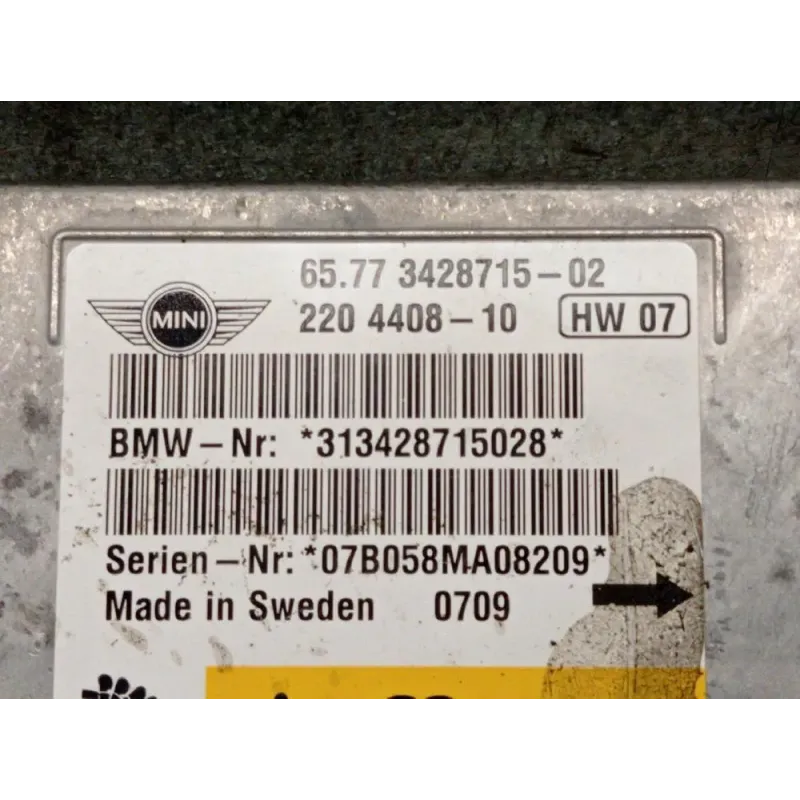 65.77 3428715-02
MINI
220 4408-10 HW 07
BMW-Nr: *313428715028*
Serien-Nr: *07B058MA08209*
Made in Sweden 0709